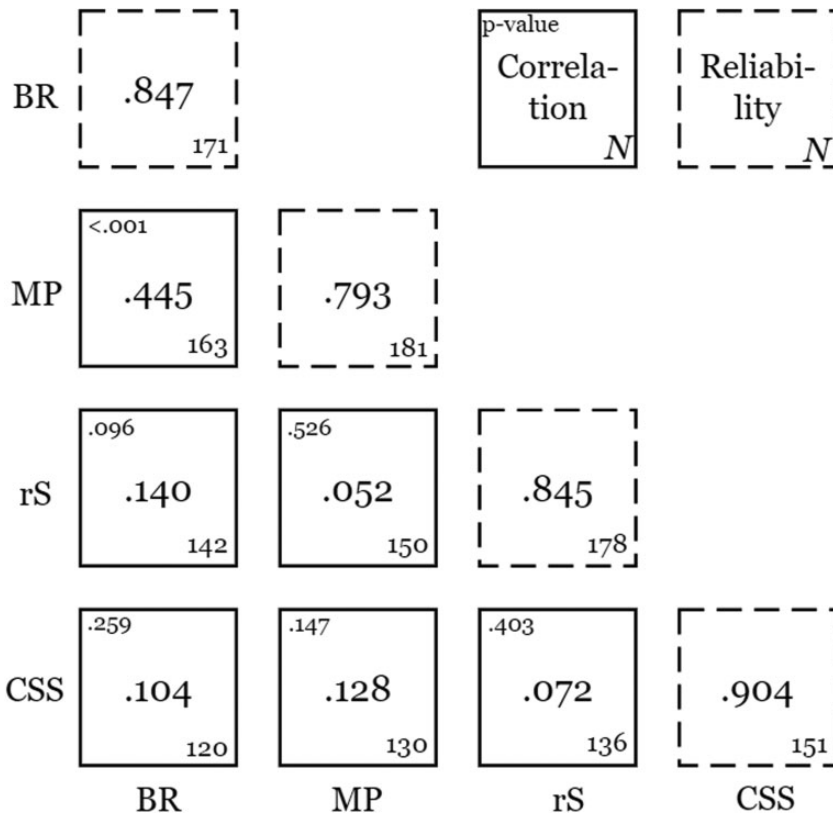 p-value
BR .847 Correla- Reliabi-
tion lity
171 N N
<.001
MP .445 .793
163 181
.096 .526
rS .140 .052 .845
142 150 178
.259 .147 .403
CSS .104 .128 .072 .904
120 130 136 151
BR MP rS CSS